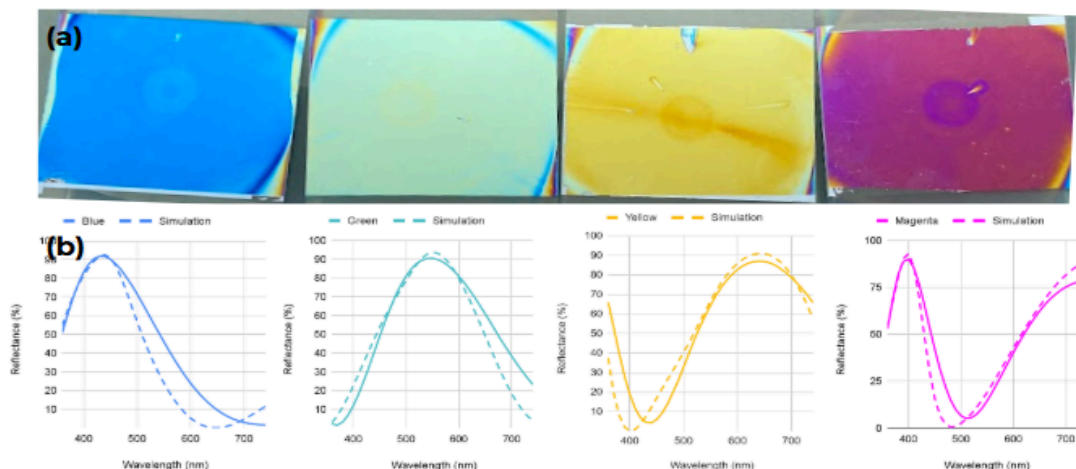 (a)
Blue Simulation
Green Simulation
Yellow Simulation
Magenta Simulation
(b)
100
90
80
70
60
50
40
30
20
10
Reflectance (%)
400 500 600 700
Wavelength (nm)
100
90
80
70
60
50
40
30
20
10
Reflectance (%)
400 500 600 700
Wavelength (nm)
100
90
80
70
60
50
40
30
20
10
Reflectance (%)
400 500 600 700
Wavelength (nm)
100
75
50
25
0
Reflectance (%)
400 500 600 700
Wavelength (nm)